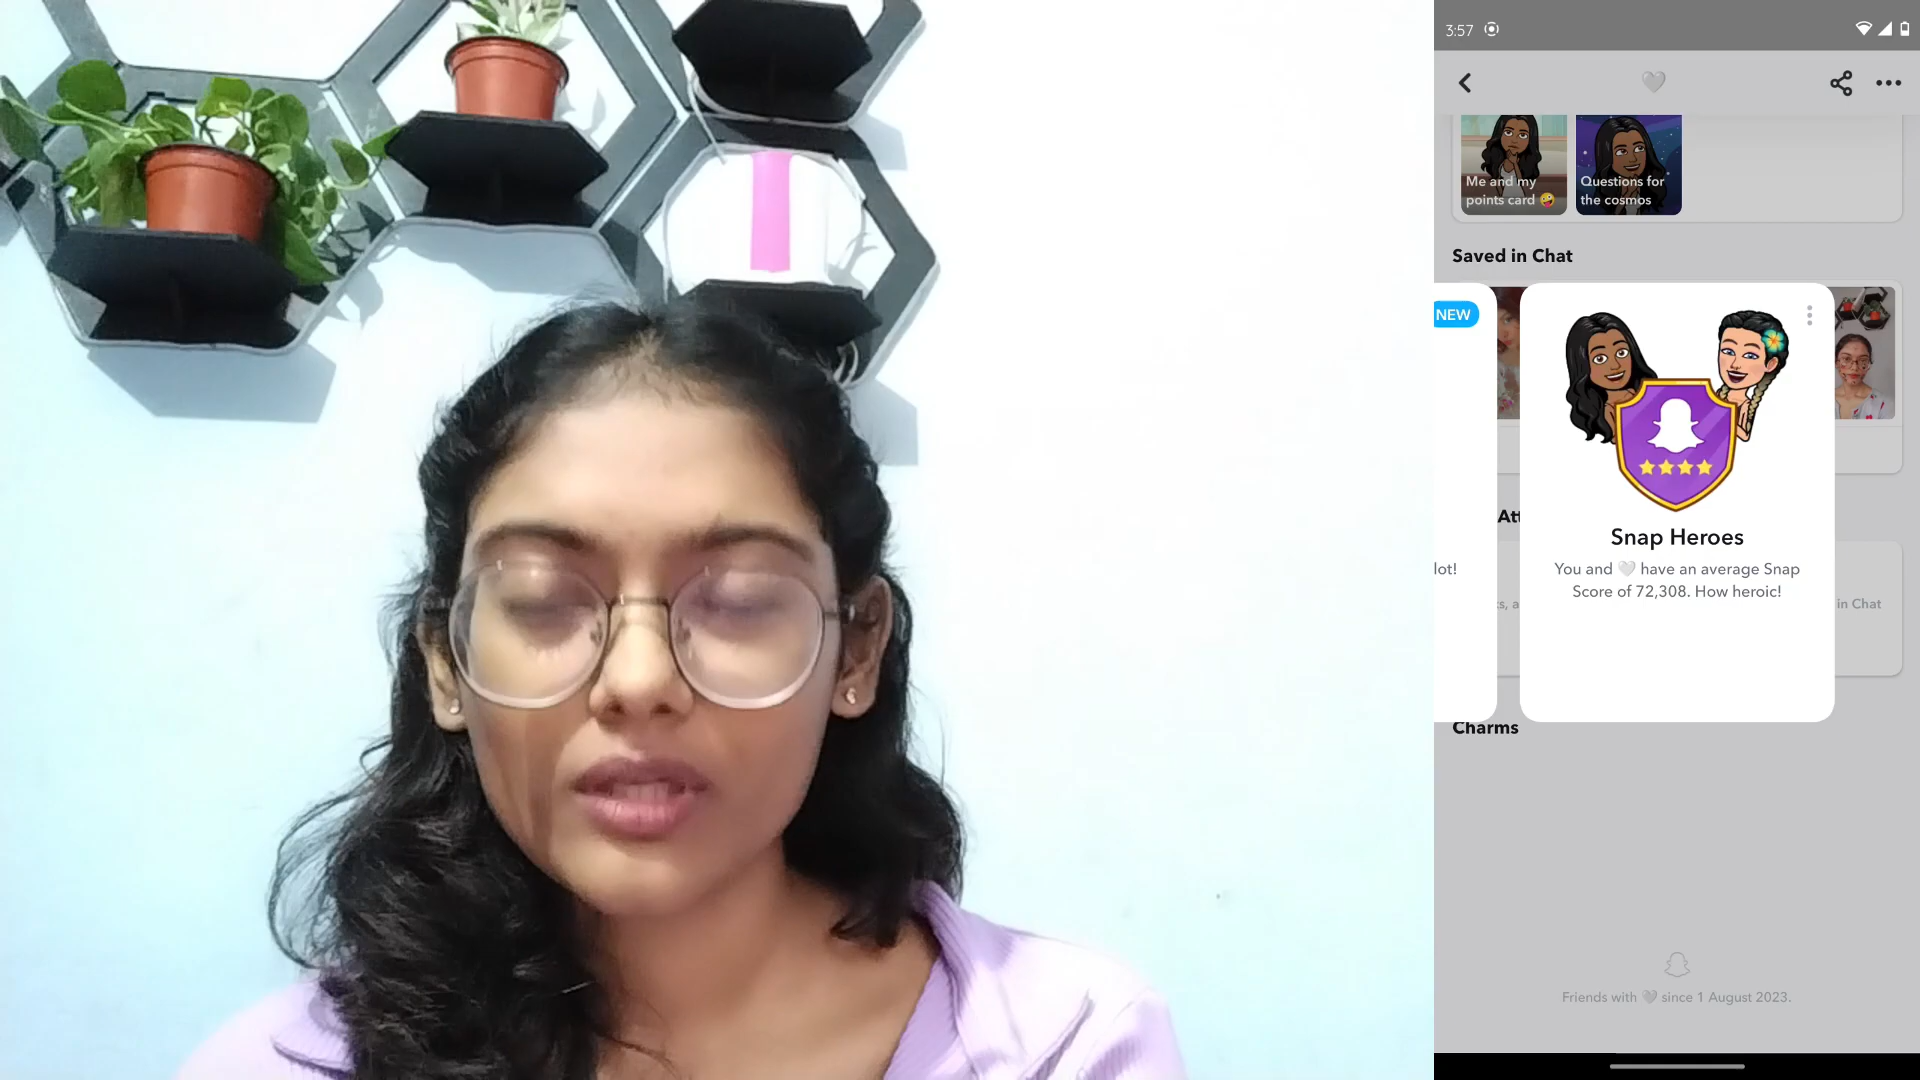 3:57
Me and my
points card 🤪
Questions for
the cosmos
Saved in Chat
NEW
Snap Heroes
You and 🤍 have an average Snap
Score of 72,308. How heroic!
lot!
in Chat
Charms
Friends with 🤍 since 1 August 2023.